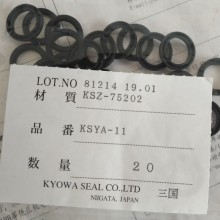 LOT.NO 81214 19.01
材 質 KSZ-75202
品 番 KSYA-11
数 量 20
KYOWA SEAL CO.,LTD 三国
NIIGATA, JAPAN